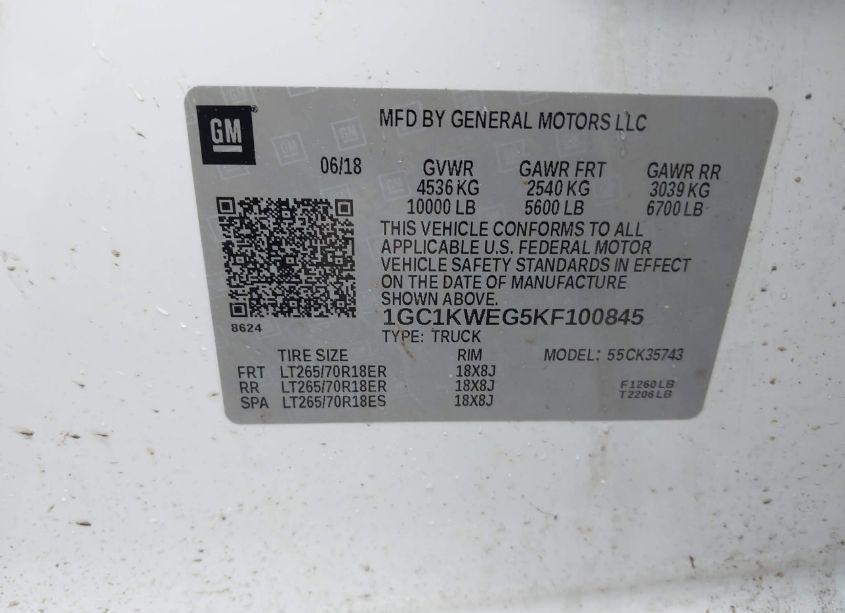 GM
MFD BY GENERAL MOTORS LLC
06/18 GVWR GAWR FRT GAWR RR
4536 KG 2540 KG 3039 KG
10000 LB 5600 LB 6700 LB
THIS VEHICLE CONFORMS TO ALL
APPLICABLE U.S. FEDERAL MOTOR
VEHICLE SAFETY STANDARDS IN EFFECT
ON THE DATE OF MANUFACTURE
SHOWN ABOVE.
8624
1GC1KWEG5KF100845
TYPE: TRUCK
TIRE SIZE RIM MODEL: 55CK35743
FRT LT265/70R18ER 18X8J
RR LT265/70R18ER 18X8J F1260LB
SPA LT265/70R18ES 18X8J T2206LB